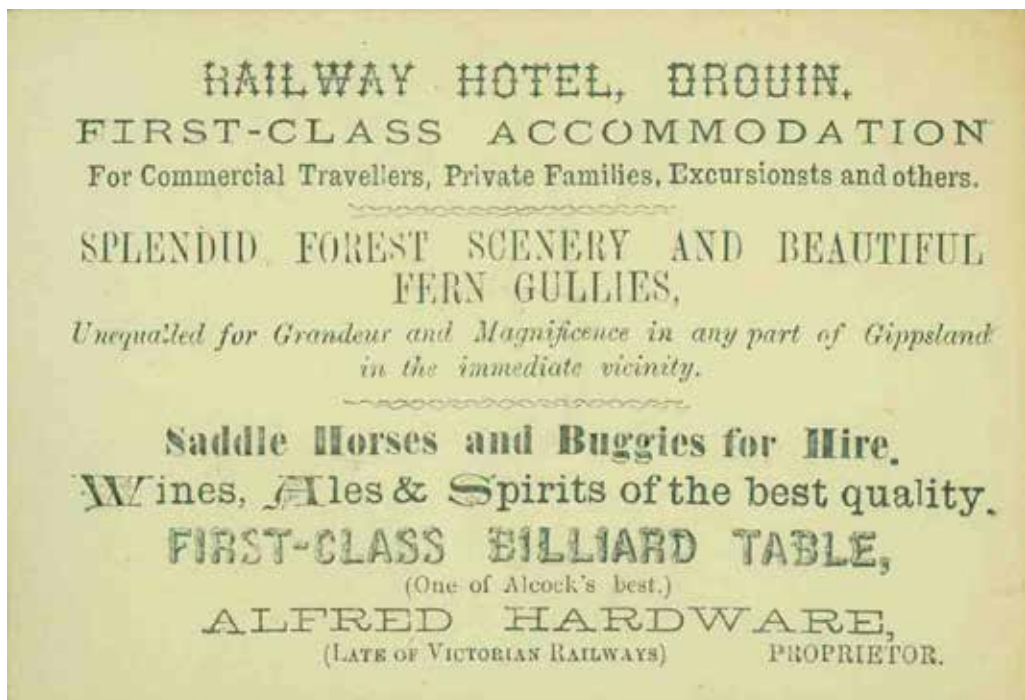 RAILWAY HOTEL, DROUIN.
FIRST-CLASS ACCOMMODATION
For Commercial Travellers, Private Families, Excursionsts and others.
SPLENDID FOREST SCENERY AND BEAUTIFUL
FERN GULLIES,
Unequalled for Grandeur and Magnificence in any part of Gippsland
in the immediate vicinity.
Saddle Horses and Buggies for Hire.
Wines, Ales & Spirits of the best quality.
FIRST-CLASS BILLIARD TABLE,
(One of Alcock's best.)
ALFRED HARDWARE,
(LATE OF VICTORIAN RAILWAYS) PROPRIETOR.